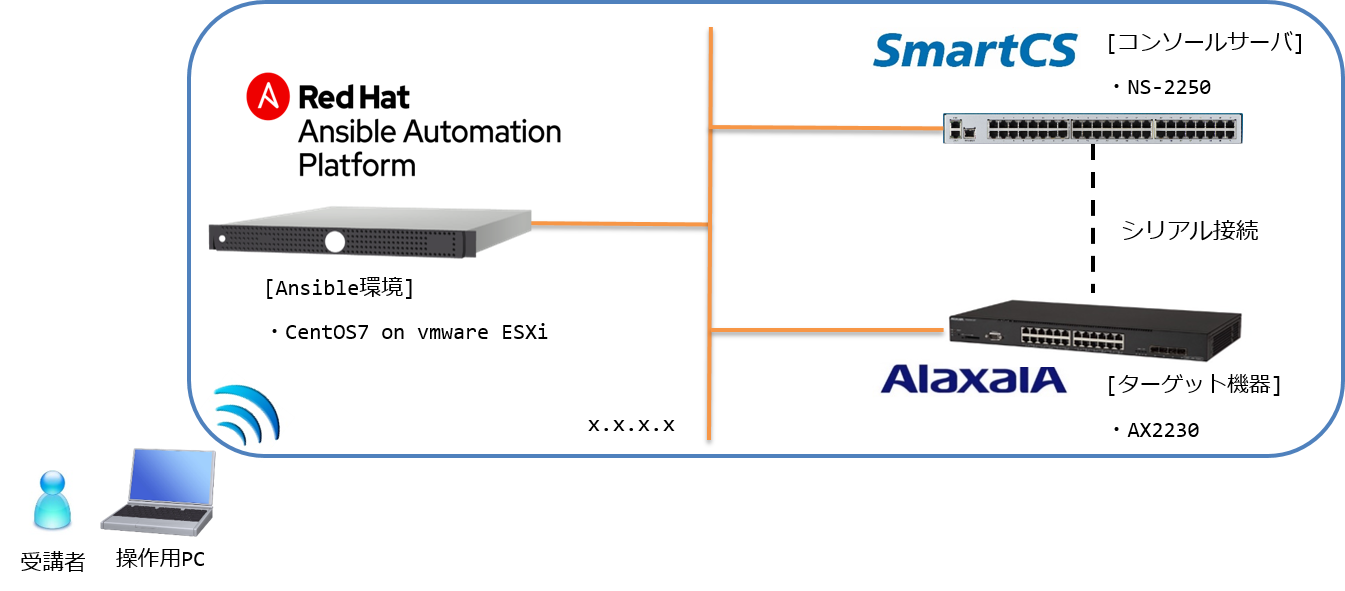 SmartCS
[コンソールサーバ]
・NS-2250
Red Hat
Ansible Automation
Platform
シリアル接続
[Ansible環境]
・CentOS7 on vmware ESXi
AlaxalA
[ターゲット機器]
・AX2230
x.x.x.x
受講者
操作用PC